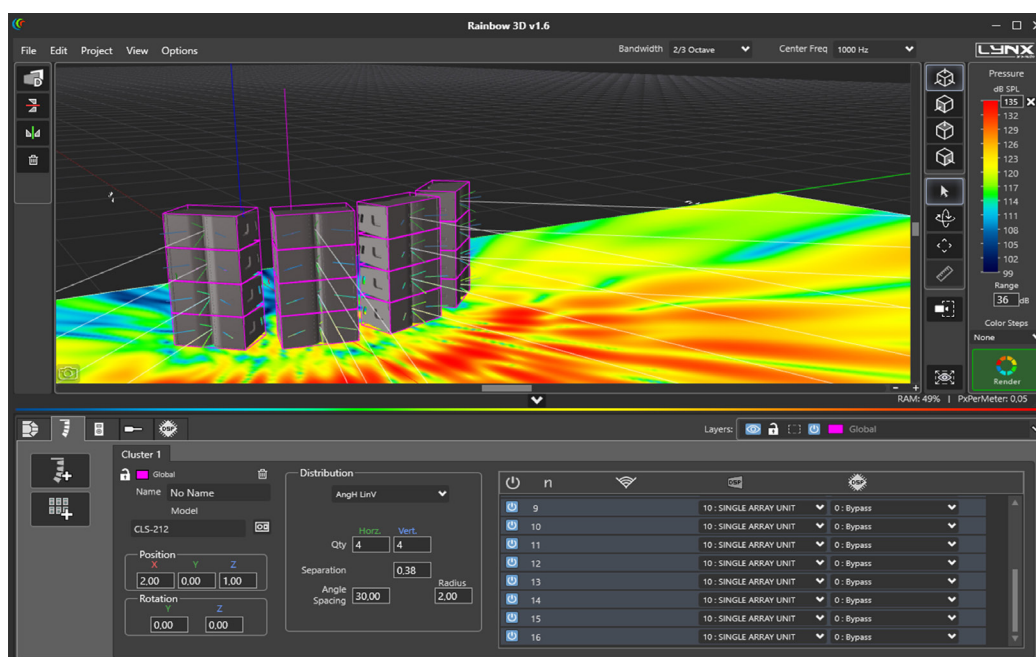 Rainbow 3D v1.6
File Edit Project View Options
Bandwidth 2/3 Octave Center Freq 1000 Hz
LYNX
Pressure
dB SPL
135
132
129
126
123
120
117
114
111
108
105
102
99
Range
36 dB
Color Steps
None
Render
RAM: 49% | PxPerMeter: 0,05
Layers: Global
Cluster 1
Global
Name No Name
Model
CLS-212
Position
X Y Z
2,00 0,00 1,00
Rotation
Y Z
0,00 0,00
Distribution
AngH LinV
Horz. Vert.
Qty 4 4
Separation 0,38
Angle Spacing 30,00
Radius
2,00
n DSP DSP
9 10 : SINGLE ARRAY UNIT 0 : Bypass
10 10 : SINGLE ARRAY UNIT 0 : Bypass
11 10 : SINGLE ARRAY UNIT 0 : Bypass
12 10 : SINGLE ARRAY UNIT 0 : Bypass
13 10 : SINGLE ARRAY UNIT 0 : Bypass
14 10 : SINGLE ARRAY UNIT 0 : Bypass
15 10 : SINGLE ARRAY UNIT 0 : Bypass
16 10 : SINGLE ARRAY UNIT 0 : Bypass